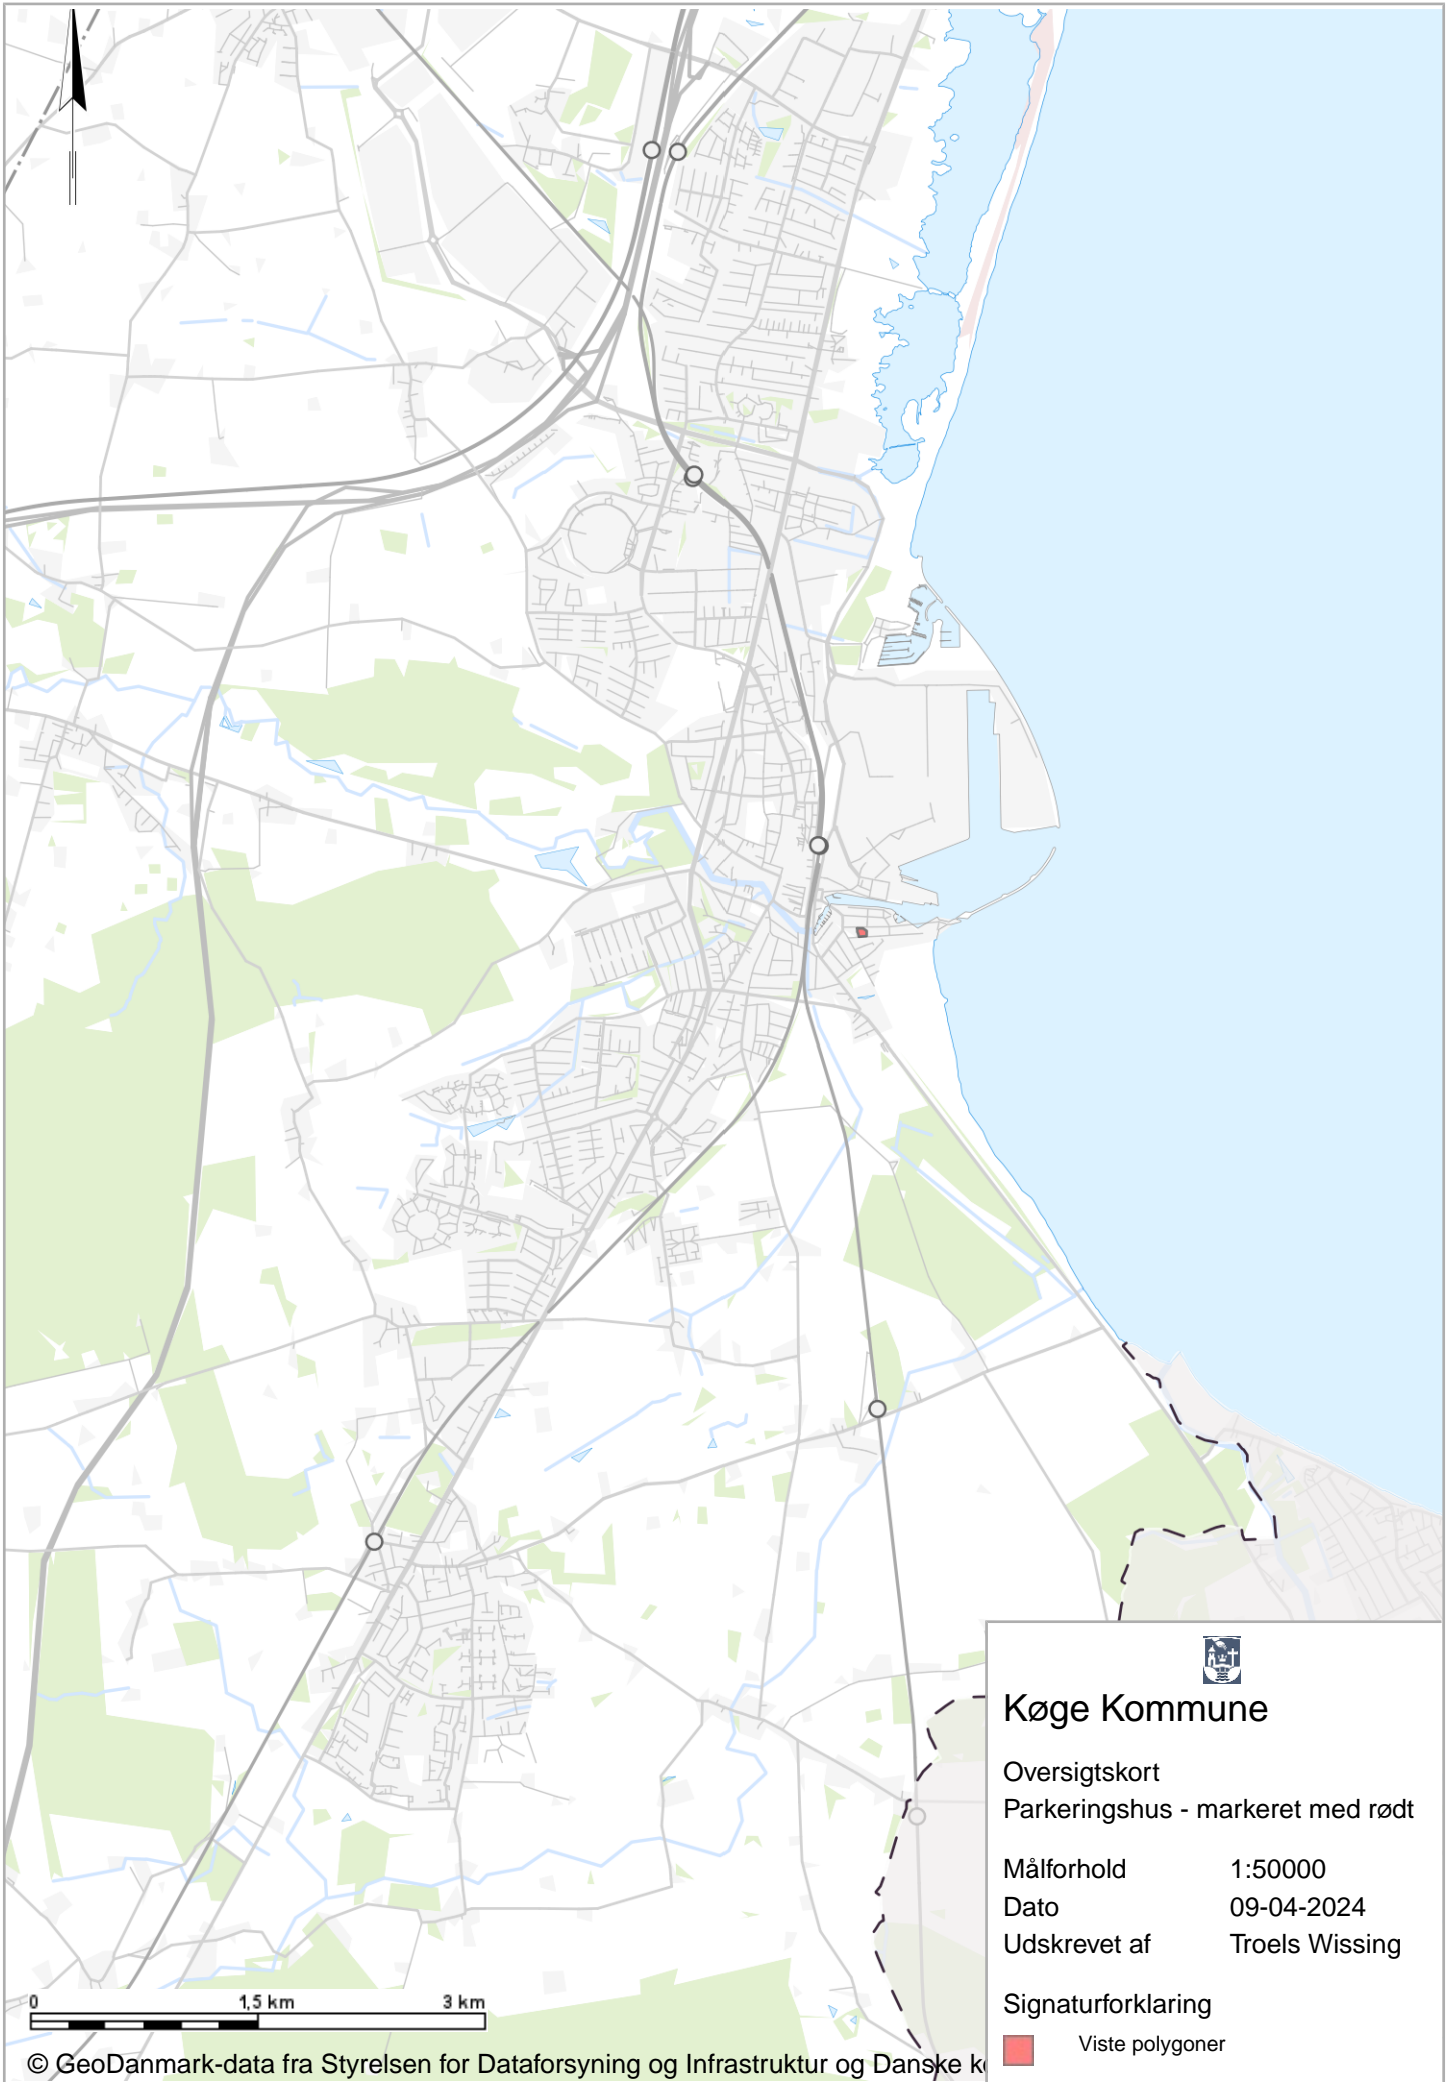 Køge Kommune
Oversigtskort
Parkeringshus - markeret med rødt
Målforhold 1:50000
Dato 09-04-2024
Udskrevet af Troels Wissing
Signaturforklaring
Viste polygoner
0 1,5 km 3 km
© GeoDanmark-data fra Styrelsen for Dataforsyning og Infrastruktur og Danske